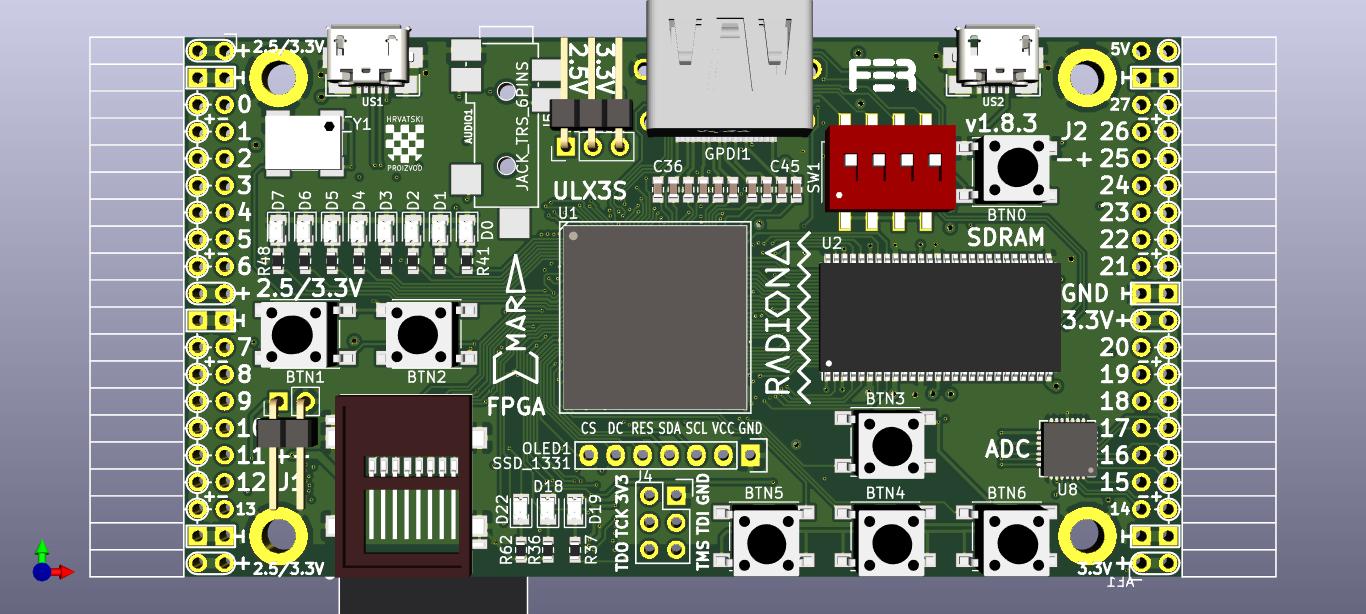 2.5/3.3V
US1
AUDIO1
JACK_TRS_6PINS
2.5V
3.3V
GPDI1
FER
US2
5V
+
0
1
2
3
4
5
6
+
7
8
9
10
11
12
13
+
Y1
HRVATSKI
PROIZVOD
C36
C45
SW1
v1.8.3
J2
-+
BTN0
SDRAM
27
26
25
24
23
22
21
GND
3.3V+
20
19
18
17
16
15
14
3.3V+
D7
D6
D5
D4
D3
D2
D1
D0
R48
R41
2.5/3.3V
ULX3S
U1
U2
MAR
RADIONA
FPGA
BTN1
BTN2
BTN3
J1
CS DC RES SDA SCL VCC GND
OLED1
SSD_1331
J4
ADC
U8
D22
D18
D19
R62
R36
R37
TDO TCK 3V3
TMS TDI GND
BTN5
BTN4
BTN6
2.5/3.3V
AE1